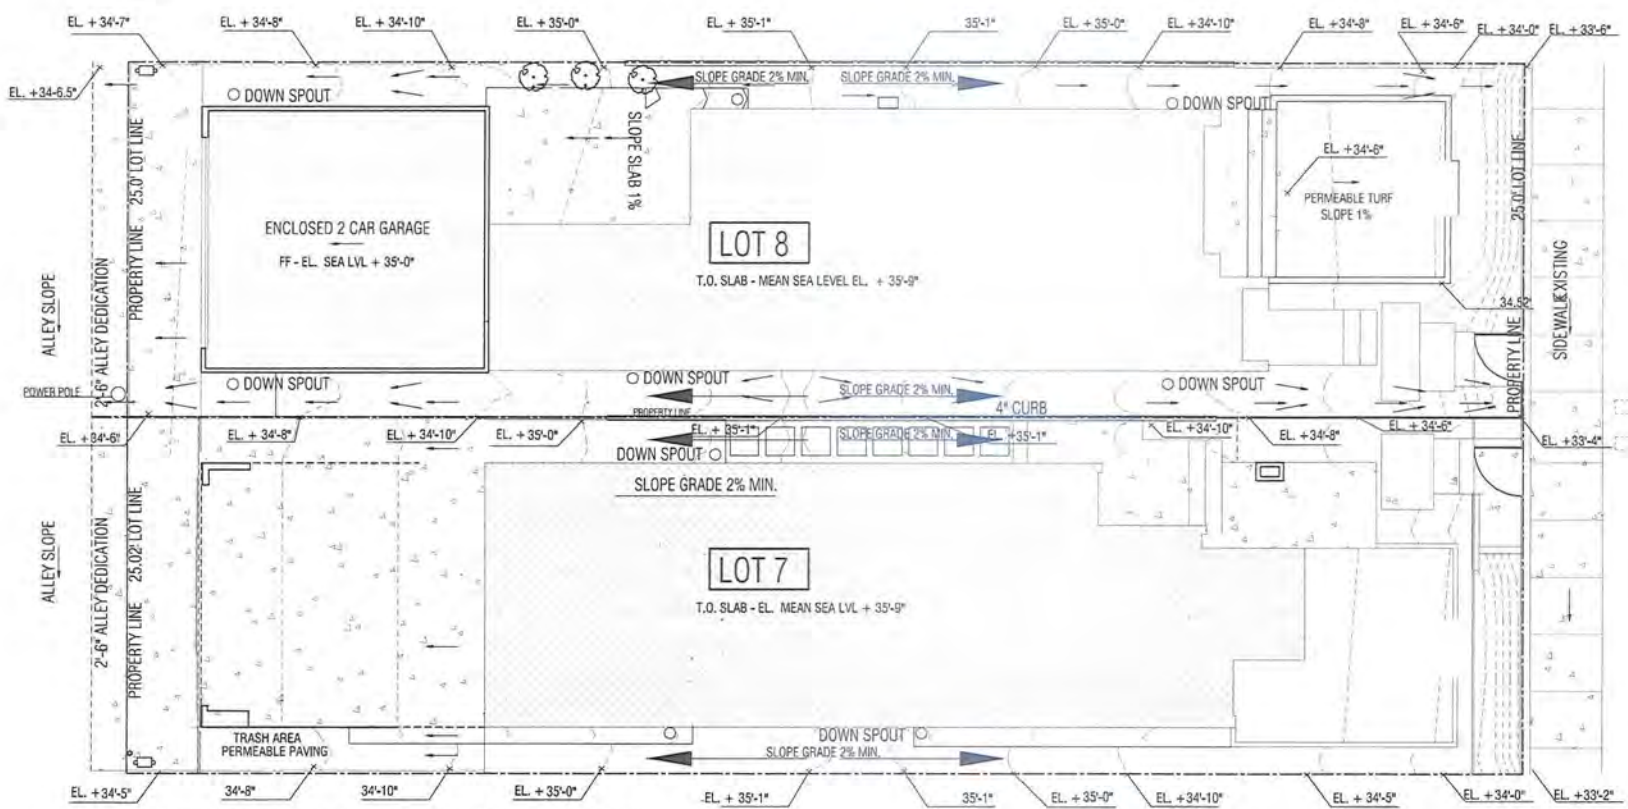 EL. + 34'-7"
EL. + 34'-8"
EL. + 34'-10"
EL. + 35'-0"
EL. + 35'-1"
35'-1"
EL. + 35'-0"
EL. +34'-10"
EL. +34'-8"
EL. +34'-6"
EL. +34'-0"
EL. +33'-6"
EL. +34-6.5"
DOWN SPOUT
SLOPE GRADE 2% MIN.
SLOPE GRADE 2% MIN.
DOWN SPOUT
SLOPE SLAB 1%
EL. +34'-6"
PERMEABLE TURF
SLOPE 1%
ENCLOSED 2 CAR GARAGE
FF - EL. SEA LVL + 35'-0"
LOT 8
T.O. SLAB - MEAN SEA LEVEL EL. + 35'-9"
PROPERTY LINE 25.0' LOT LINE
2'-6" ALLEY DEDICATION
ALLEY SLOPE
25.0' LOT LINE
PROPERTY LINE
SIDEWALK EXISTING
34.52'
POWER POLE
DOWN SPOUT
DOWN SPOUT
SLOPE GRADE 2% MIN.
DOWN SPOUT
PROPERTY LINE
4" CURB
EL. +34'-6"
EL. +34'-8"
EL. +34'-10"
EL. + 35'-0"
EL. + 35'-1"
SLOPE GRADE 2% MIN.
EL. +35'-1"
EL. +34'-10"
EL. +34'-8"
EL. +34'-6"
EL. +33'-4"
DOWN SPOUT
SLOPE GRADE 2% MIN.
LOT 7
T.O. SLAB - EL. MEAN SEA LVL + 35'-9"
ALLEY SLOPE
2'-6" ALLEY DEDICATION
PROPERTY LINE 25.02' LOT LINE
TRASH AREA
PERMEABLE PAVING
DOWN SPOUT
SLOPE GRADE 2% MIN.
EL. +34'-5"
34'-8"
34'-10"
EL. + 35'-0"
EL. + 35'-1"
35'-1"
EL. + 35'-0"
EL. +34'-10"
EL. + 34'-5"
EL. +34'-0"
EL. +33'-2"